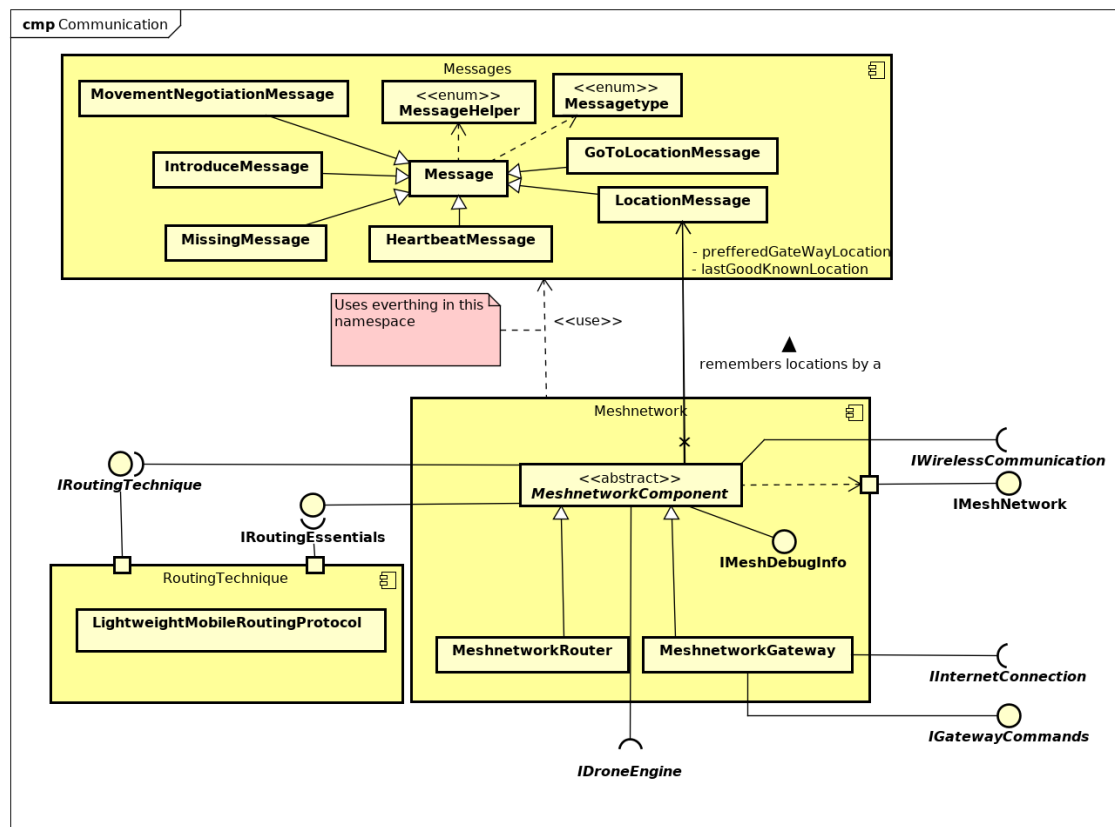 cmp Communication
Messages
MovementNegotiationMessage
<<enum>>
MessageHelper
<<enum>>
Messagetype
IntroduceMessage
Message
GoToLocationMessage
LocationMessage
MissingMessage
HeartbeatMessage
- prefferedGateWayLocation
- lastGoodKnownLocation
Uses everthing in this
namespace
<<use>>
remembers locations by a
Meshnetwork
IRoutingTechnique
<<abstract>>
MeshnetworkComponent
IWirelessCommunication
IMeshNetwork
IRoutingEssentials
IMeshDebugInfo
RoutingTechnique
LightweightMobileRoutingProtocol
MeshnetworkRouter
MeshnetworkGateway
IInternetConnection
IGatewayCommands
IDroneEngine